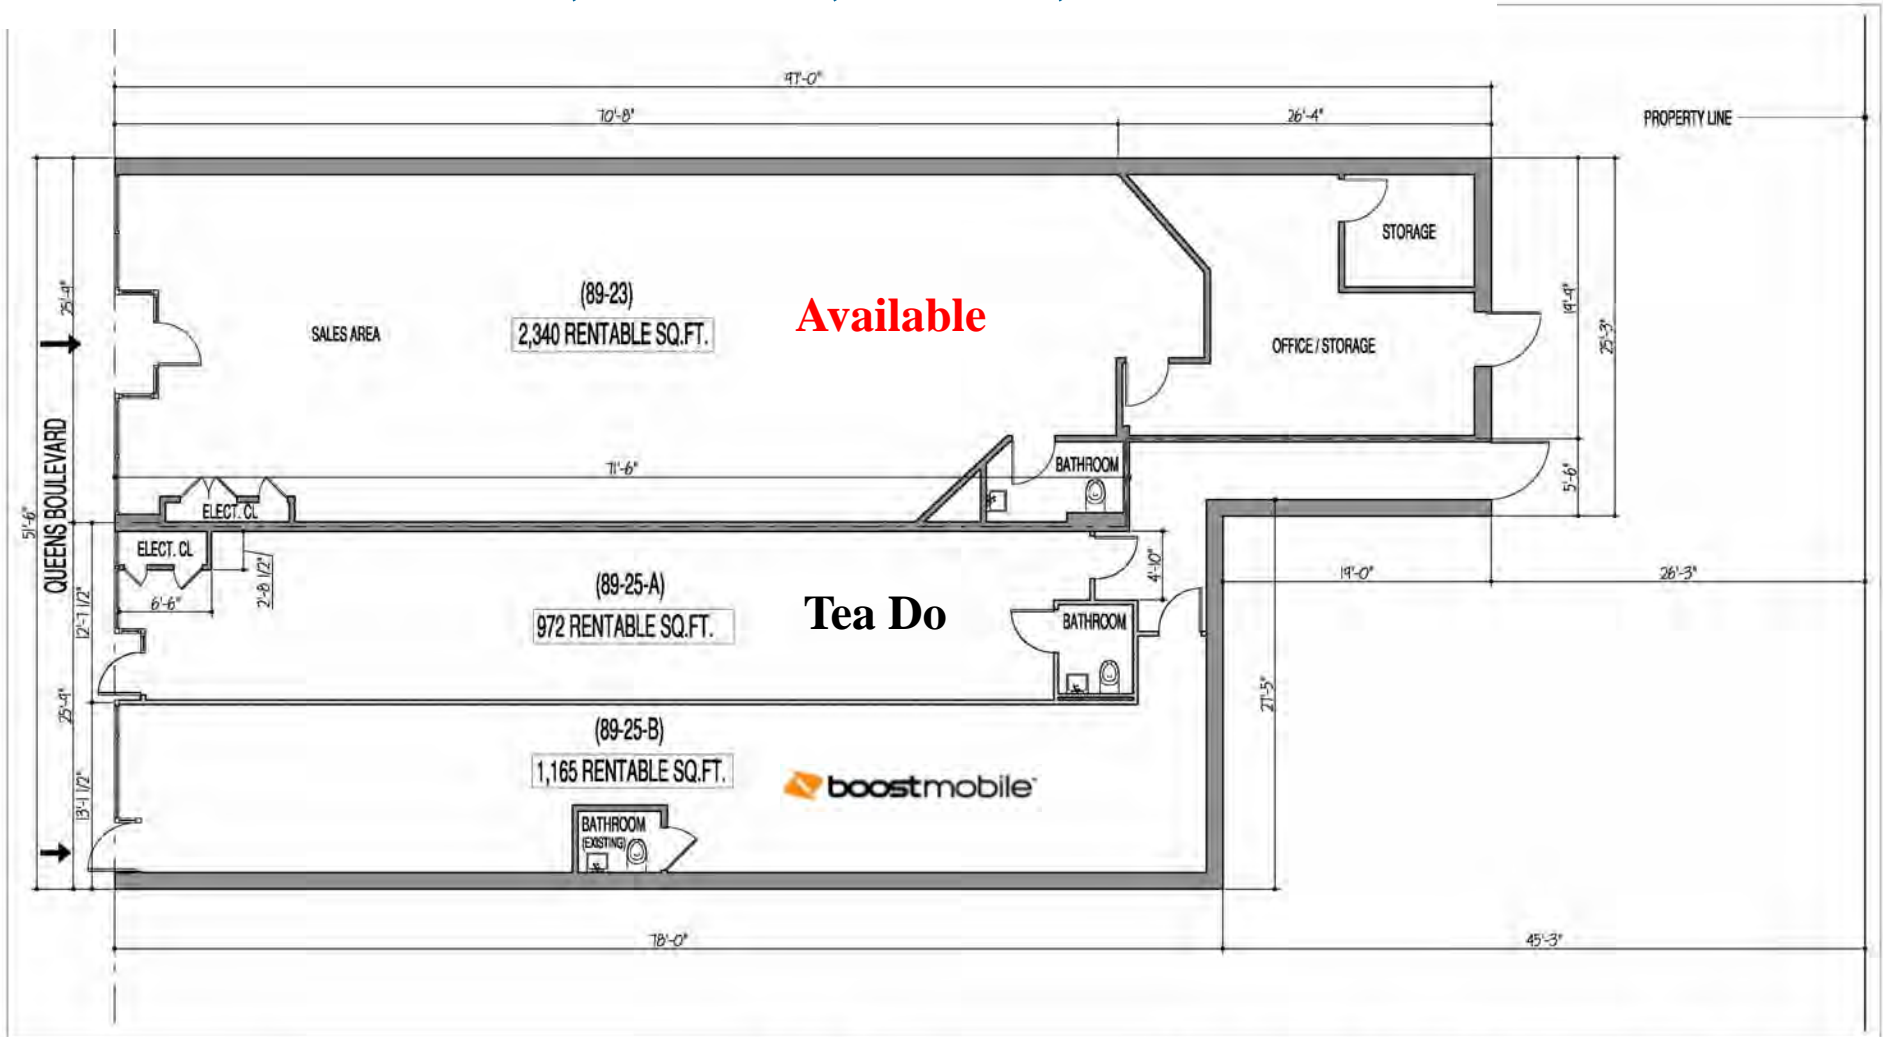 97'-0"
70'-8"
26'-4"
PROPERTY LINE
STORAGE
(89-23)
2,340 RENTABLE SQ.FT.
Available
SALES AREA
OFFICE / STORAGE
25'-9"
25'-3"
QUEENS BOULEVARD
51'-6"
71'-6"
BATHROOM
5'-6"
ELECT. CL
ELECT. CL
6'-6"
2'-8 1/2"
4'-10"
19'-0"
26'-3"
(89-25-A)
972 RENTABLE SQ.FT.
Tea Do
BATHROOM
12'-7 1/2"
25'-9"
27'-5"
(89-25-B)
1,165 RENTABLE SQ.FT.
boostmobile
13'-1 1/2"
BATHROOM
(EXISTING)
78'-0"
45'-3"